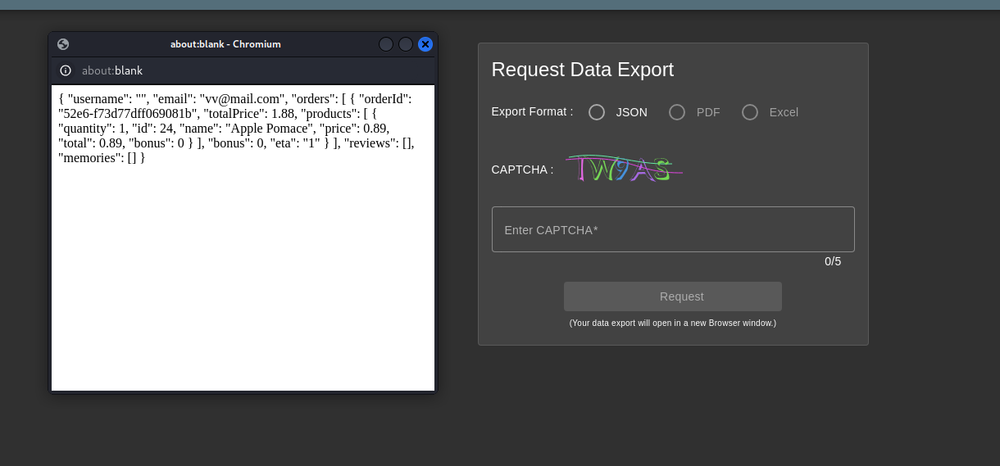 about:blank - Chromium
about:blank
{ "username": "", "email": "vv@mail.com", "orders": [ { "orderId":
"52e6-f73d77dff069081b", "totalPrice": 1.88, "products": [ {
"quantity": 1, "id": 24, "name": "Apple Pomace", "price": 0.89,
"total": 0.89, "bonus": 0 } ], "bonus": 0, "eta": "1" } ], "reviews": [],
"memories": [] }
Request Data Export
Export Format : JSON PDF Excel
CAPTCHA :
Enter CAPTCHA*
0/5
Request
(Your data export will open in a new Browser window.)